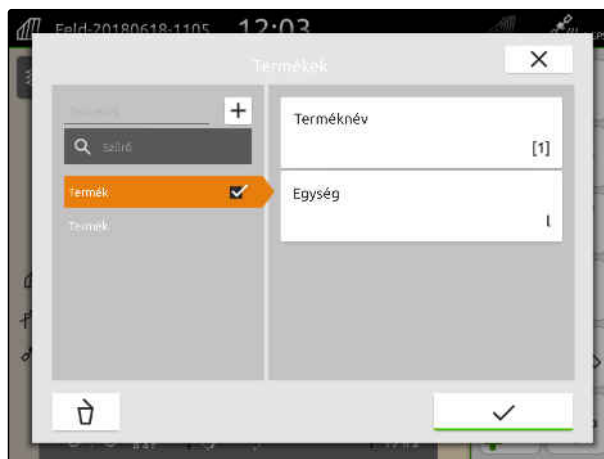 Feld-20180618-1105 12:03
Termékek
Terméknév
[1]
Szűrő
Termék
Egység
l
Termék